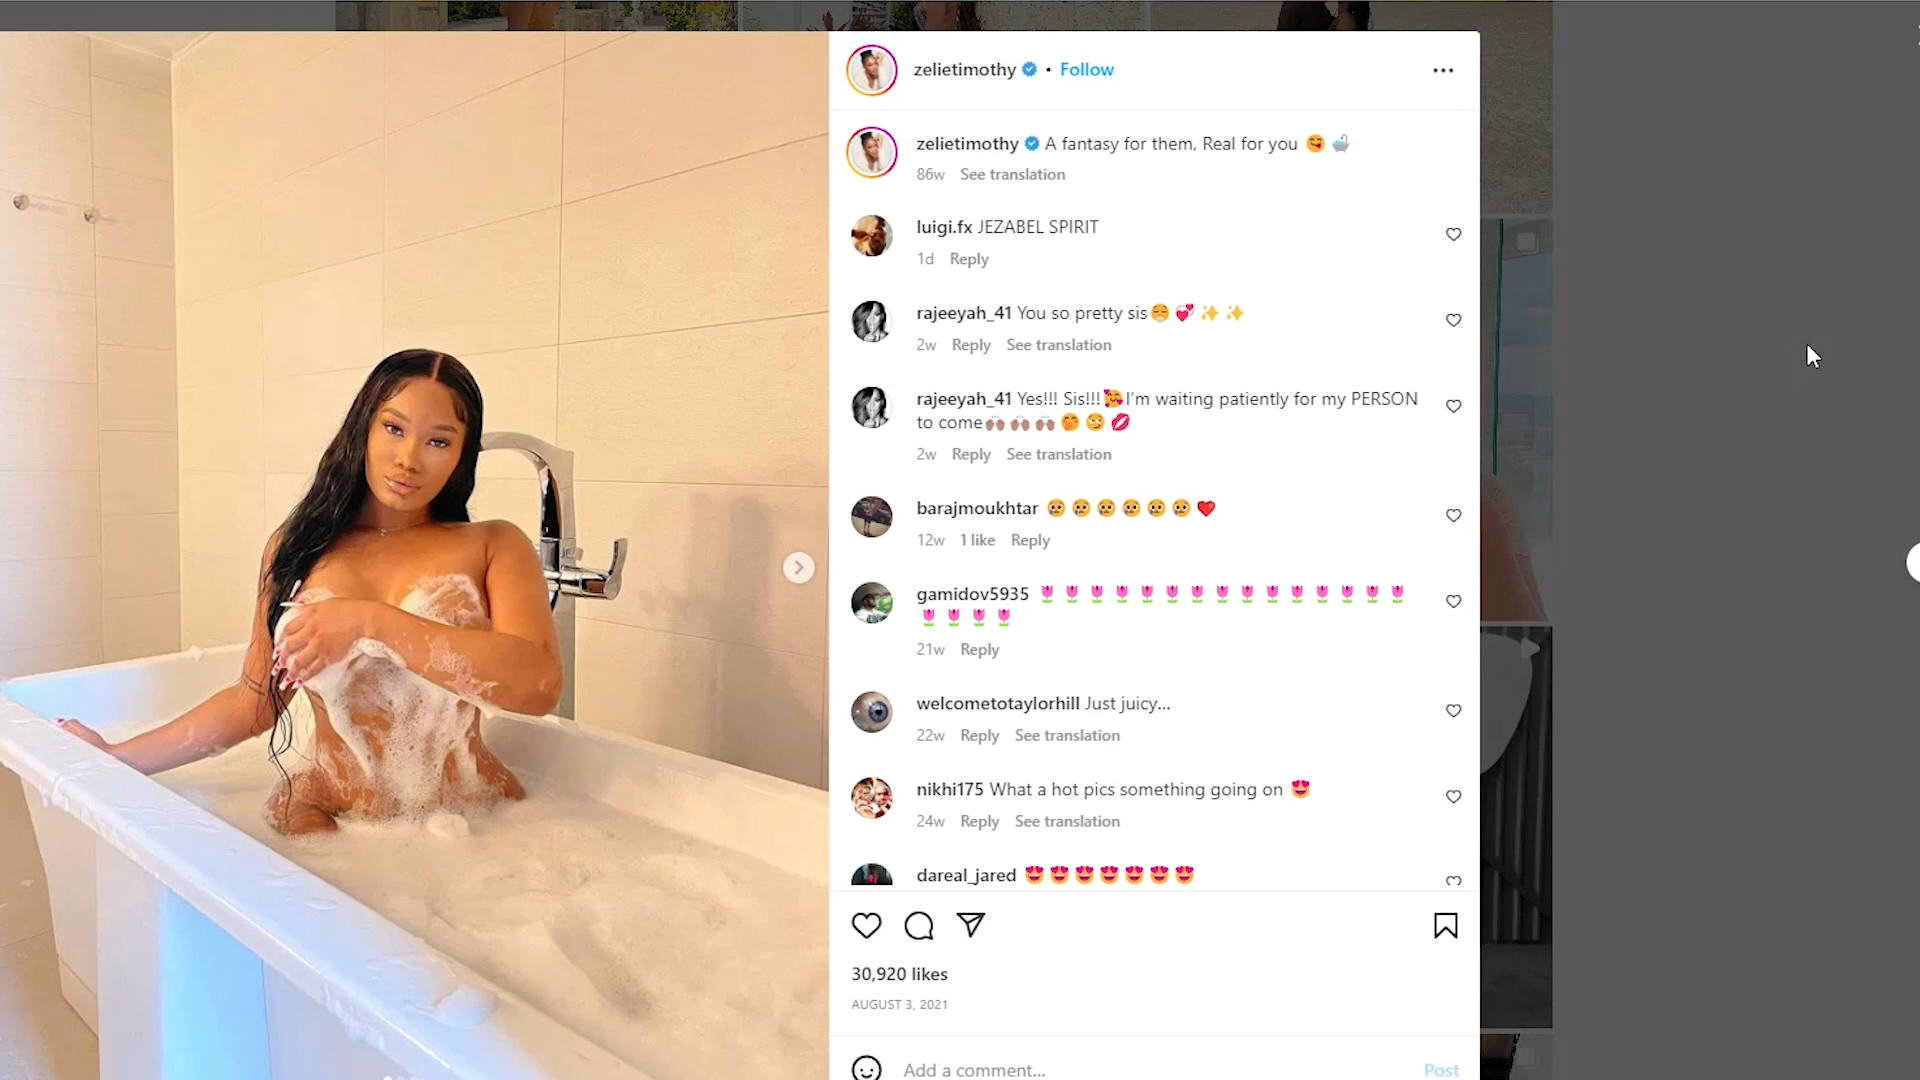 zelietimothy • Follow
zelietimothy A fantasy for them, Real for you 😋 🛁
86w See translation
luigi.fx JEZABEL SPIRIT
1d Reply
rajeeyah_41 You so pretty sis😁💞✨✨
2w Reply See translation
rajeeyah_41 Yes!!! Sis!!!🥰I’m waiting patiently for my PERSON
to come🙌🏽🙌🏽🙌🏽🤭😏💋
2w Reply See translation
barajmoukhtar 😢😢😢😢😢😢❤️
12w 1 like Reply
gamidov5935 🌷🌷🌷🌷🌷🌷🌷🌷🌷🌷🌷🌷🌷🌷🌷
🌷🌷🌷🌷
21w Reply
welcometotaylorhill Just juicy...
22w Reply See translation
nikhi175 What a hot pics something going on 😍
24w Reply See translation
dareal_jared 😍😍😍😍😍😍😍
30,920 likes
AUGUST 3, 2021
Add a comment...
Post